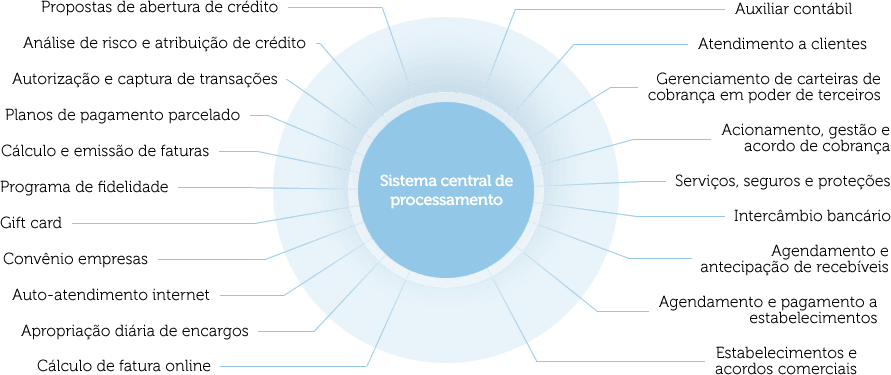 Propostas de abertura de crédito
Análise de risco e atribuição de crédito
Autorização e captura de transações
Planos de pagamento parcelado
Cálculo e emissão de faturas
Programa de fidelidade
Gift card
Convênio empresas
Auto-atendimento internet
Apropriação diária de encargos
Cálculo de fatura online
Sistema central de
processamento
Auxiliar contábil
Atendimento a clientes
Gerenciamento de carteiras de
cobrança em poder de terceiros
Acionamento, gestão e
acordo de cobrança
Serviços, seguros e proteções
Intercâmbio bancário
Agendamento e
antecipação de recebíveis
Agendamento e pagamento a
estabelecimentos
Estabelecimentos e
acordos comerciais